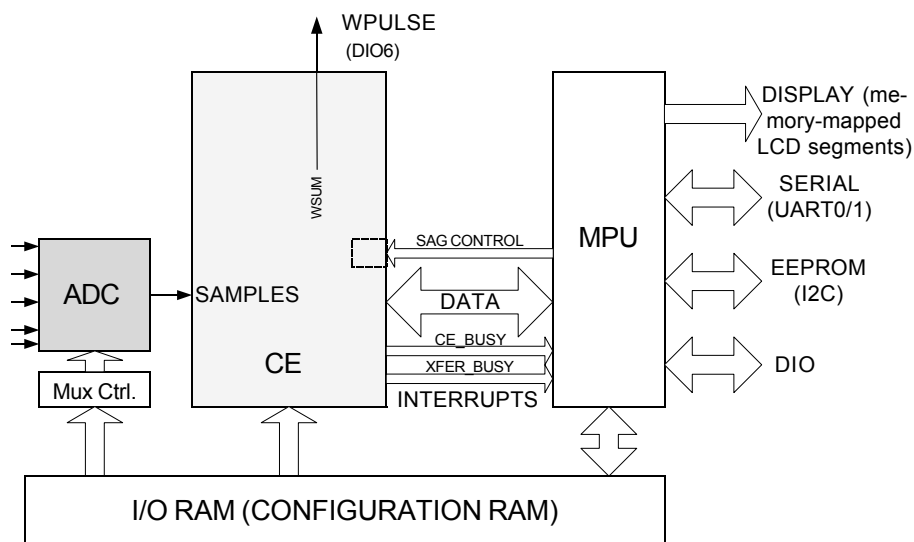 WPULSE
(DIO6)
WSUM
DISPLAY (me-
mory-mapped
LCD segments)
SERIAL
(UART0/1)
SAG CONTROL
MPU
ADC
SAMPLES
DATA
EEPROM
(I2C)
CE_BUSY
CE
XFER_BUSY
DIO
Mux Ctrl.
INTERRUPTS
I/O RAM (CONFIGURATION RAM)